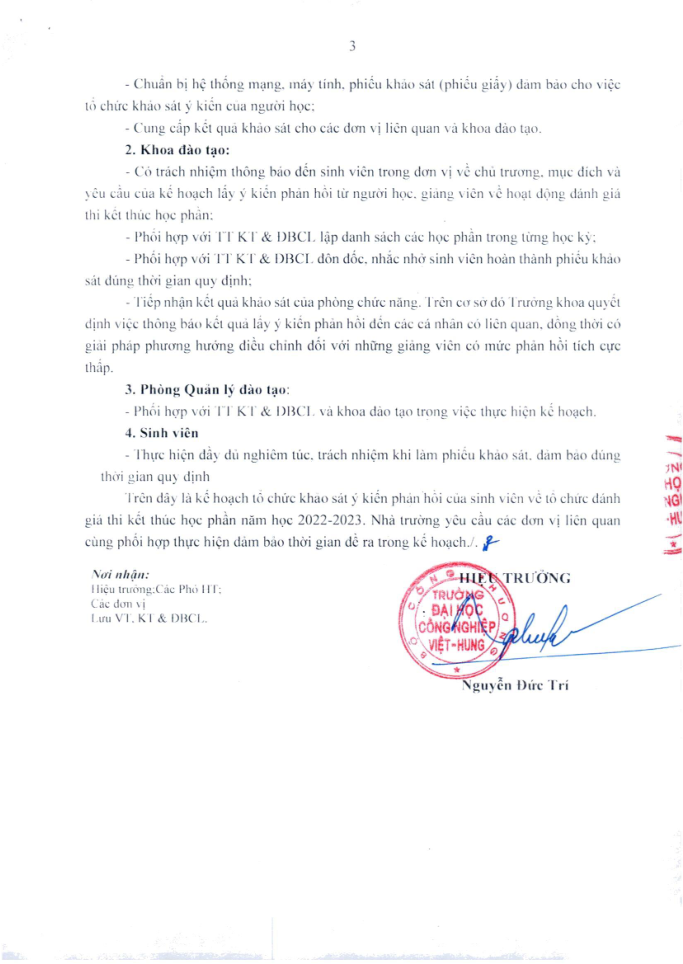 3
- Chuẩn bị hệ thống mạng, máy tính, phiếu khảo sát (phiếu giấy) đảm bảo cho việc
tổ chức khảo sát ý kiến của người học;
- Cung cấp kết quả khảo sát cho các đơn vị liên quan và khoa đào tạo.
2. Khoa đào tạo:
- Có trách nhiệm thông báo đến sinh viên trong đơn vị về chủ trương, mục đích và
yêu cầu của kế hoạch lấy ý kiến phản hồi từ người học, giảng viên về hoạt động đánh giá
thi kết thúc học phần;
- Phối hợp với TT KT & ĐBCL lập danh sách các học phần trong từng học kỳ;
- Phối hợp với TT KT & ĐBCL đôn đốc, nhắc nhở sinh viên hoàn thành phiếu khảo
sát đúng thời gian quy định;
- Tiếp nhận kết quả khảo sát của phòng chức năng. Trên cơ sở đó Trưởng khoa quyết
định việc thông báo kết quả lấy ý kiến phản hồi đến các cá nhân có liên quan, đồng thời có
giải pháp phương hướng điều chỉnh đối với những giảng viên có mức phản hồi tích cực
thấp.
3. Phòng Quản lý đào tạo:
- Phối hợp với TT KT & ĐBCL và khoa đào tạo trong việc thực hiện kế hoạch.
4. Sinh viên
- Thực hiện đầy đủ nghiêm túc, trách nhiệm khi làm phiếu khảo sát, đảm bảo đúng
thời gian quy định
Trên đây là kế hoạch tổ chức khảo sát ý kiến phản hồi của sinh viên về tổ chức đánh
giá thi kết thúc học phần năm học 2022-2023. Nhà trường yêu cầu các đơn vị liên quan
cùng phối hợp thực hiện đảm bảo thời gian đề ra trong kế hoạch./.
Nơi nhận:
Hiệu trưởng;Các Phó HT;
Các đơn vị
Lưu VT, KT & ĐBCL.
HIỆU TRƯỞNG
BỘ CÔNG THƯƠNG
TRƯỜNG
ĐẠI HỌC
CÔNG NGHIỆP
VIỆT-HUNG
Nguyễn Đức Trí